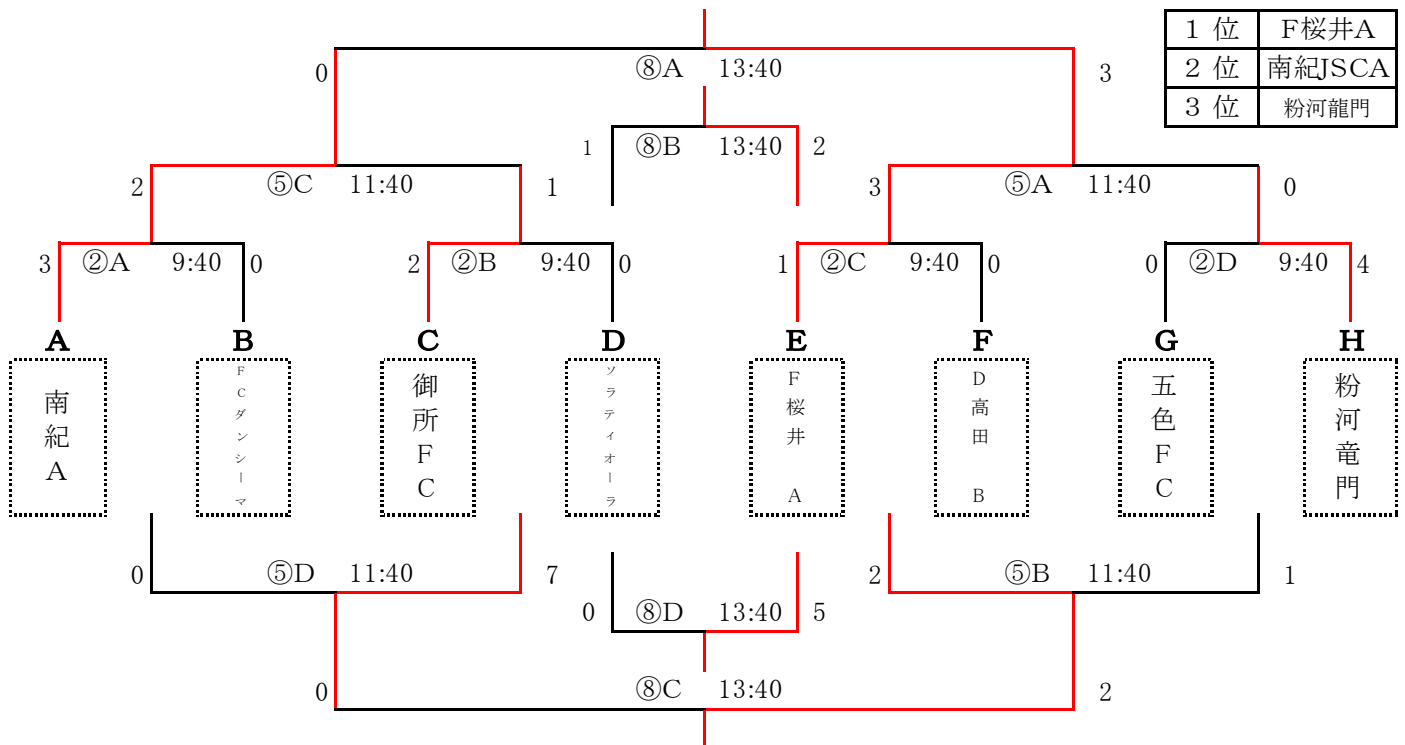 1 位 F桜井A
2 位 南紀JSCA
3 位 粉河龍門
0 ⑧A 13:40 3
1 ⑧B 13:40 2
2 ⑤C 11:40 1
3 ⑤A 11:40 0
3 ②A 9:40 0
2 ②B 9:40 0
1 ②C 9:40 0
0 ②D 9:40 4
A B C D E F G H
南紀A
FCダンシーマ
御所FC
ソラティオーラ
F桜井 A
D高田 B
五色FC
粉河竜門
0 ⑤D 11:40 7
2 ⑤B 11:40 1
0 ⑧D 13:40 5
0 ⑧C 13:40 2